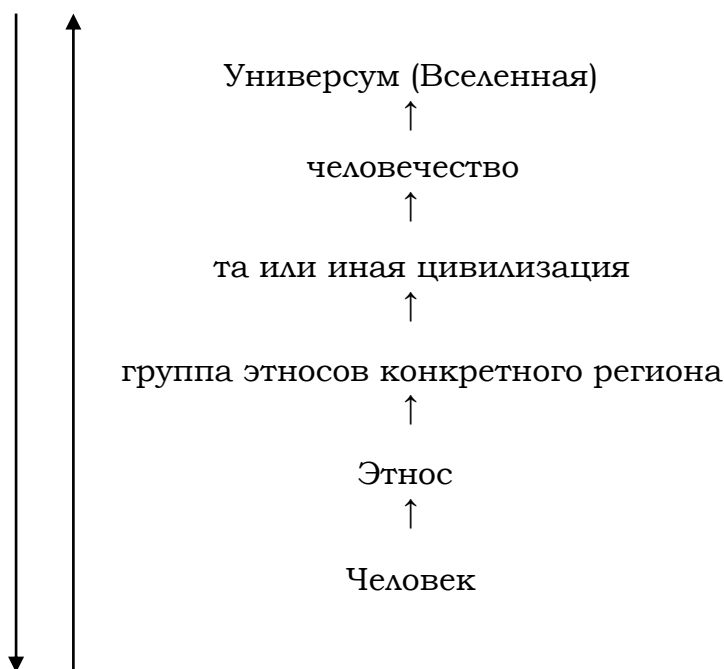 Универсум (Вселенная)
↑
человечество
↑
та или иная цивилизация
↑
группа этносов конкретного региона
↑
Этнос
↑
Человек